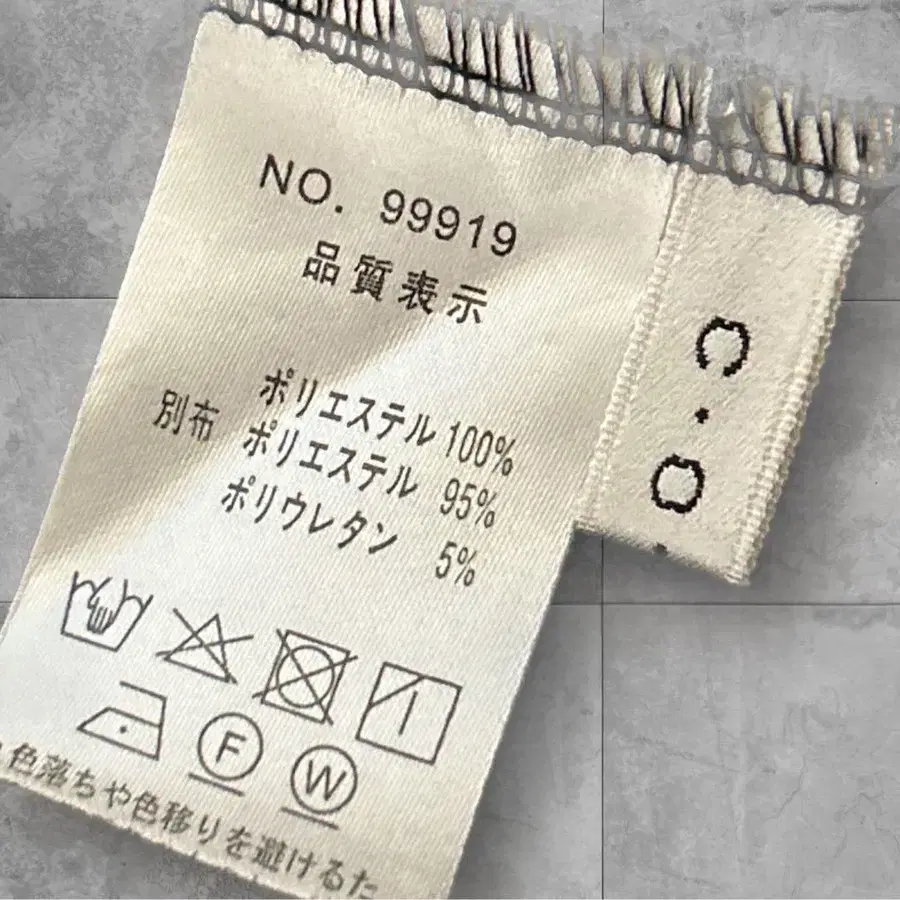 NO. 99919
品質表示
ポリエステル 100%
別布 ポリエステル 95%
ポリウレタン 5%
F
W
色落ちや色移りを避けるた
C・O